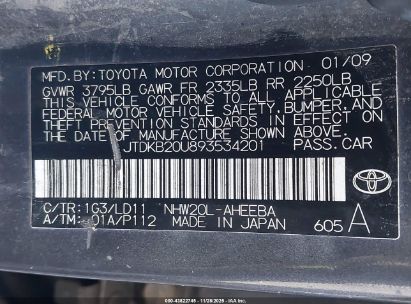 MFD.BY:TOYOTA MOTOR CORPORATION 01/09
GVWR 3795LB GAWR FR 2335LB RR 2250LB
THIS VEHICLE CONFORMS TO ALL APPLICABLE
FEDERAL MOTOR VEHICLE SAFETY,BUMPER,AND
THEFT PREVENTION STANDARDS IN EFFECT ON
THE DATE OF MANUFACTURE SHOWN ABOVE.
JTDKB20U893534201 PASS.CAR
C/TR:1G3/LD11 NHW20L-AHEEBA
A/TM:-01A/P112 MADE IN JAPAN 605 A
TOYOTA